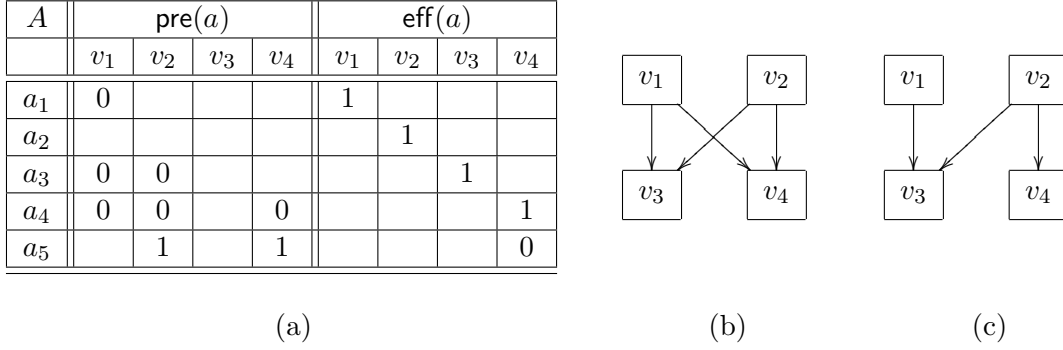 A pre(a) eff(a)
v1 v2 v3 v4 v1 v2 v3 v4
a1 0 1
a2 1
a3 0 0 1
a4 0 0 0 1
a5 1 1 0
(a)
v1 v2
v3 v4
(b)
v1 v2
v3 v4
(c)